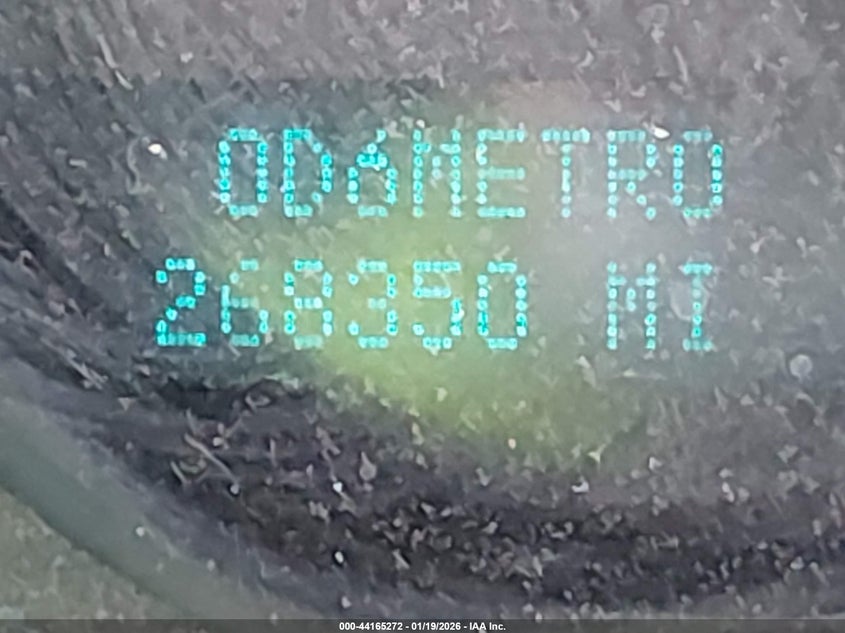 ODÓMETRO
268350 MI
000-44165272 - 01/19/2026 - IAA Inc.